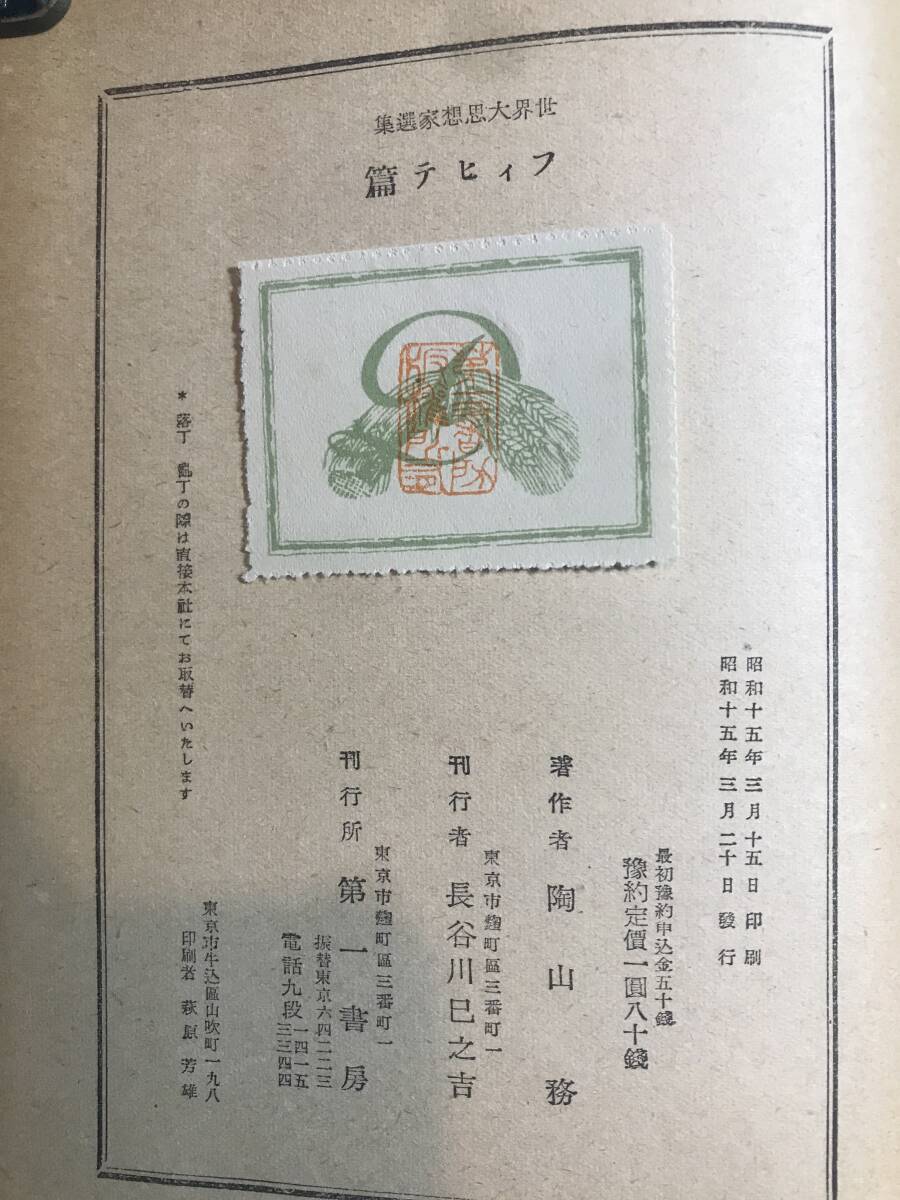 世界大思想家選集
フィヒテ篇
昭和十五年三月十五日 印刷
昭和十五年三月二十日 發行
最初豫約申込金五十錢
豫約定價一圓八十錢
著作者 陶山務
東京市麴町區三番町一
刊行者 長谷川巳之吉
東京市麴町區三番町一
刊行所 第一書房
振替東京六四二二三
電話九段 一四一五
三三四四
東京市牛込區山吹町一九八
印刷者 萩原芳雄
* 落丁 亂丁の際は直接本社にてお取替へいたします